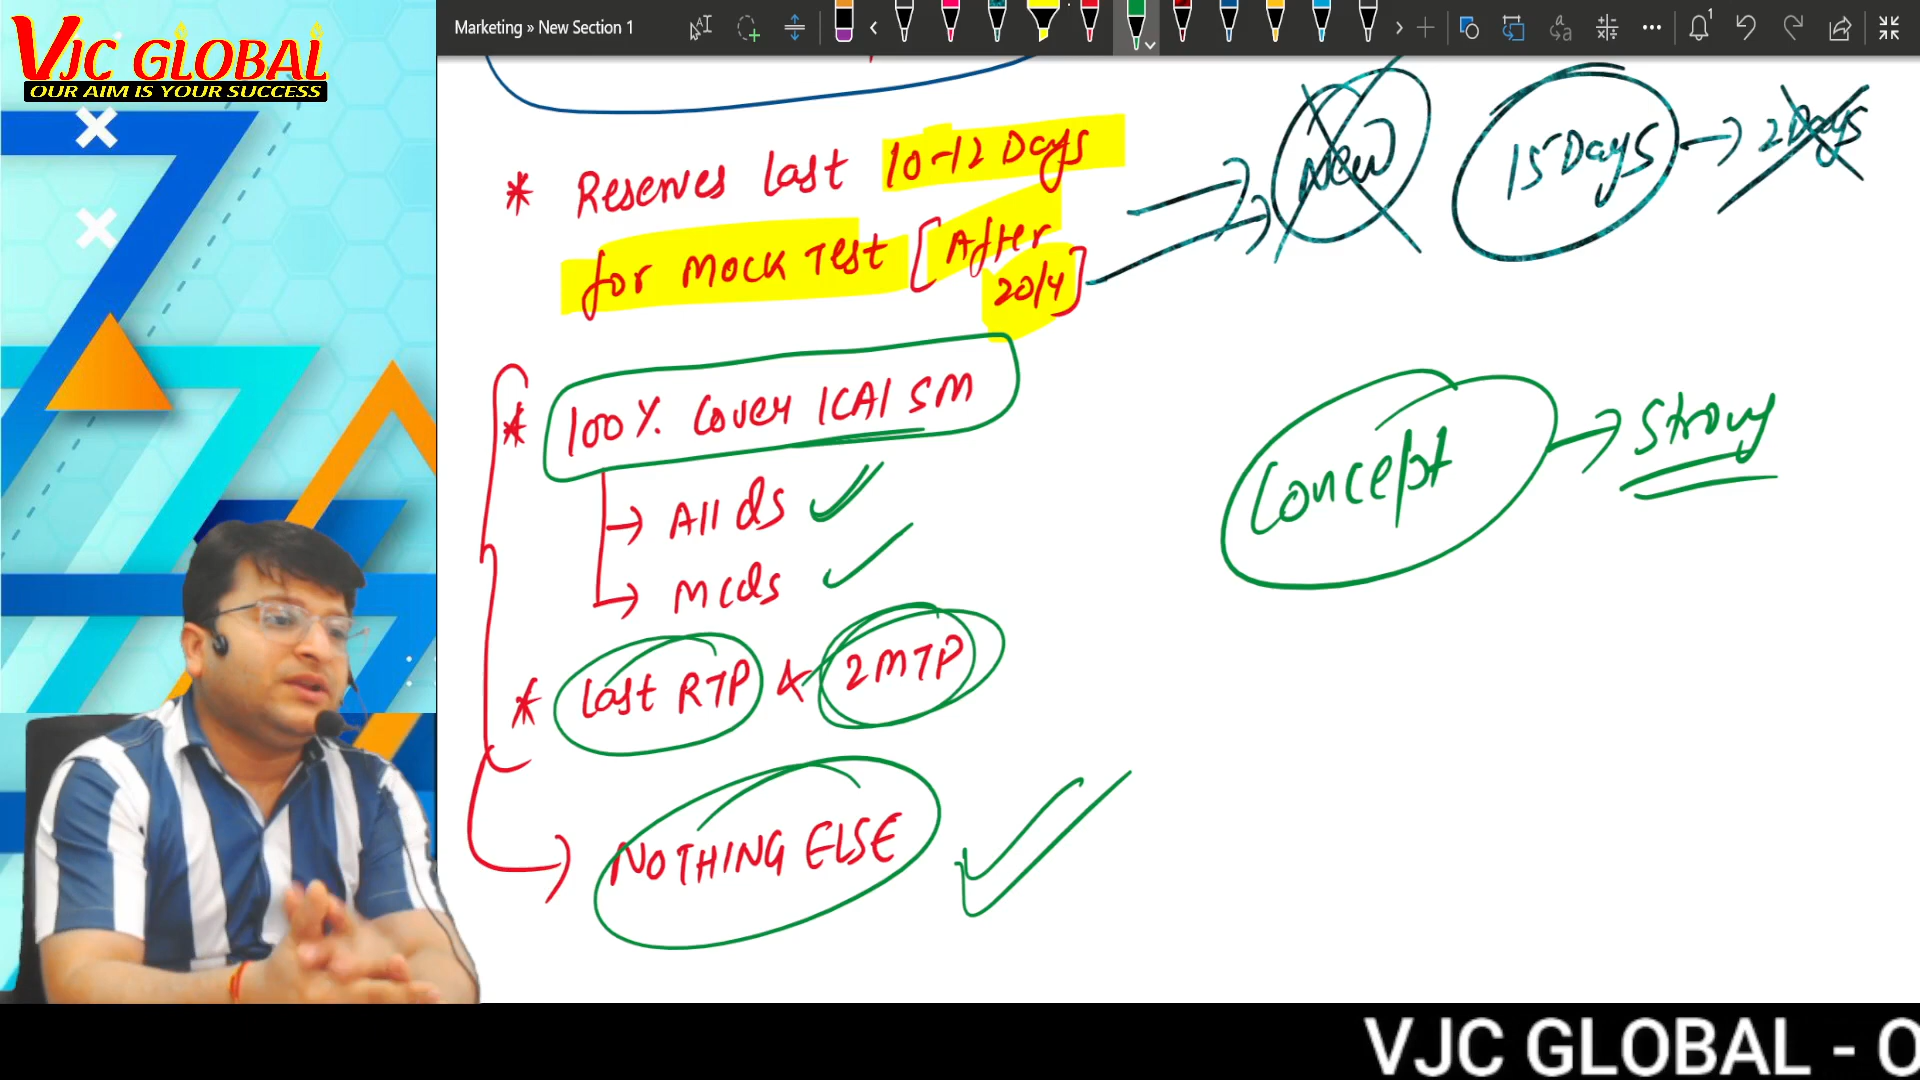 VJC GLOBAL
OUR AIM IS YOUR SUCCESS
Marketing » New Section 1
* Reserves last 10-12 Days
for Mock Test [After
20/4]
New
15 Days → 2 Days
* 100% Cover ICAI SM
→ All Qs
→ MCQs
Concept → Strong
* last RTP & 2 MTP
→ NOTHING ELSE
VJC GLOBAL - O